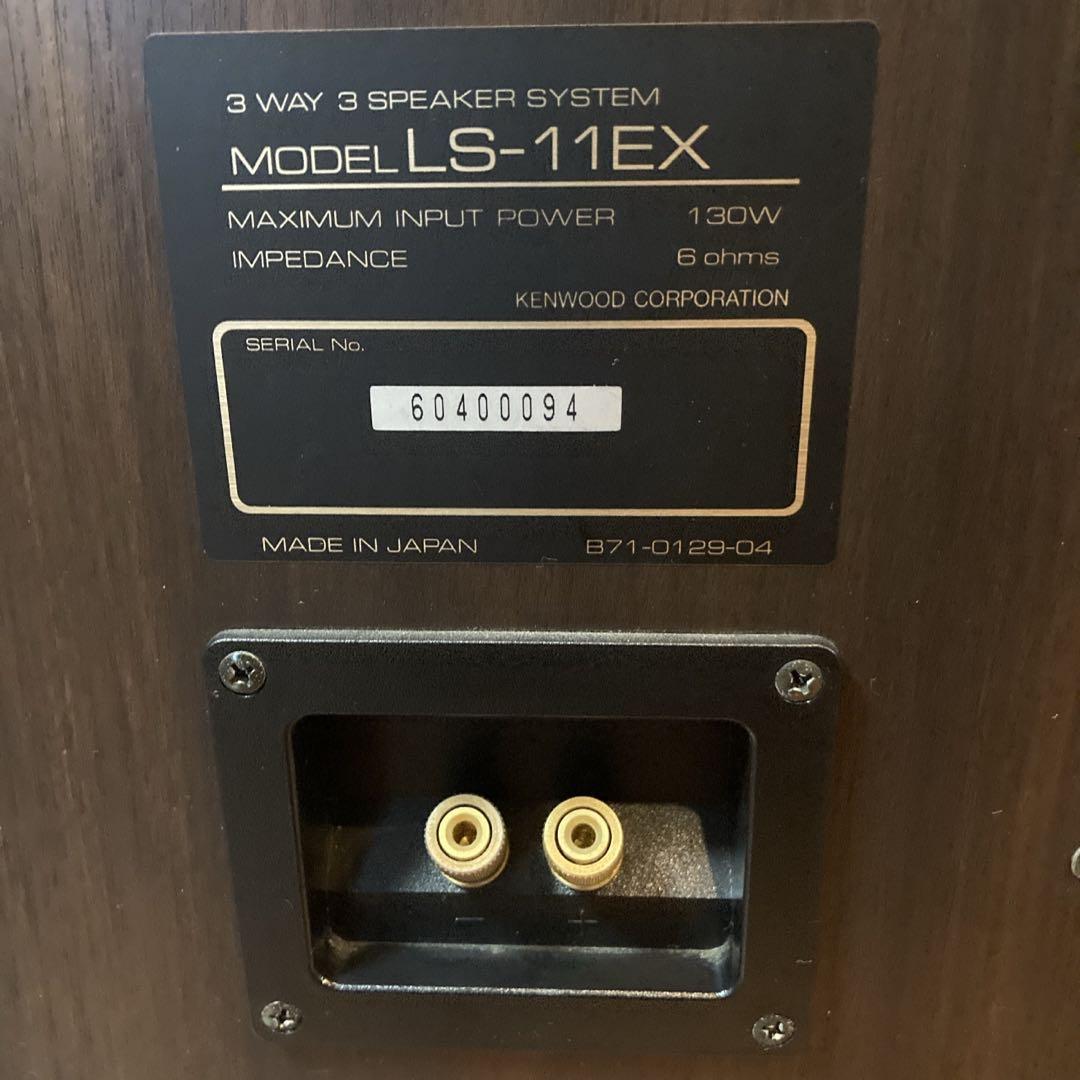 3 WAY 3 SPEAKER SYSTEM
MODEL LS-11EX
MAXIMUM INPUT POWER 130W
IMPEDANCE 6 ohms
KENWOOD CORPORATION
SERIAL No.
60400094
MADE IN JAPAN B71-0129-04
− +